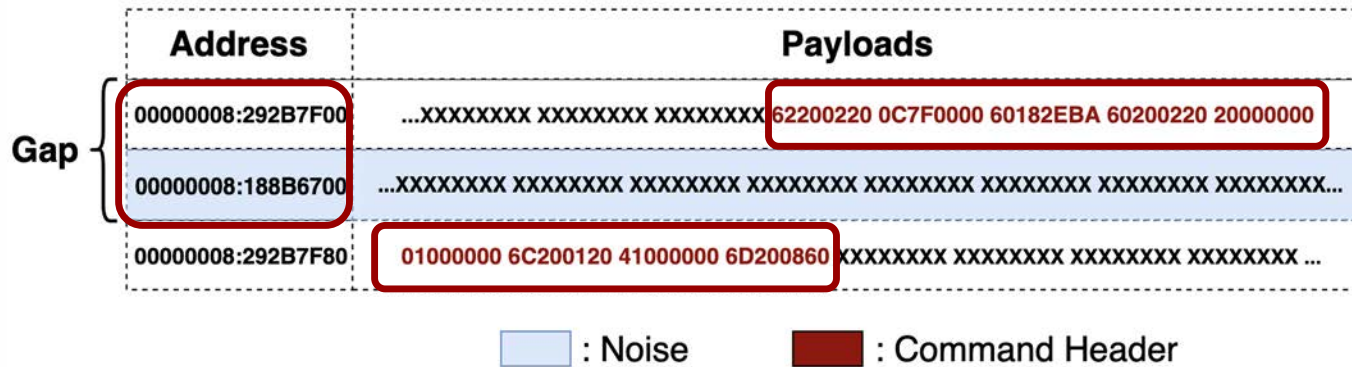 Address Payloads
Gap
00000008:292B7F00 ...XXXXXXXX XXXXXXXX XXXXXXXX 62200220 0C7F0000 60182EBA 60200220 20000000
00000008:188B6700 ...XXXXXXXX XXXXXXXX XXXXXXXX XXXXXXXX XXXXXXXX XXXXXXXX XXXXXXXX XXXXXXXX...
00000008:292B7F80 01000000 6C200120 41000000 6D200860 XXXXXXXX XXXXXXXX XXXXXXXX XXXXXXXX ...
: Noise : Command Header